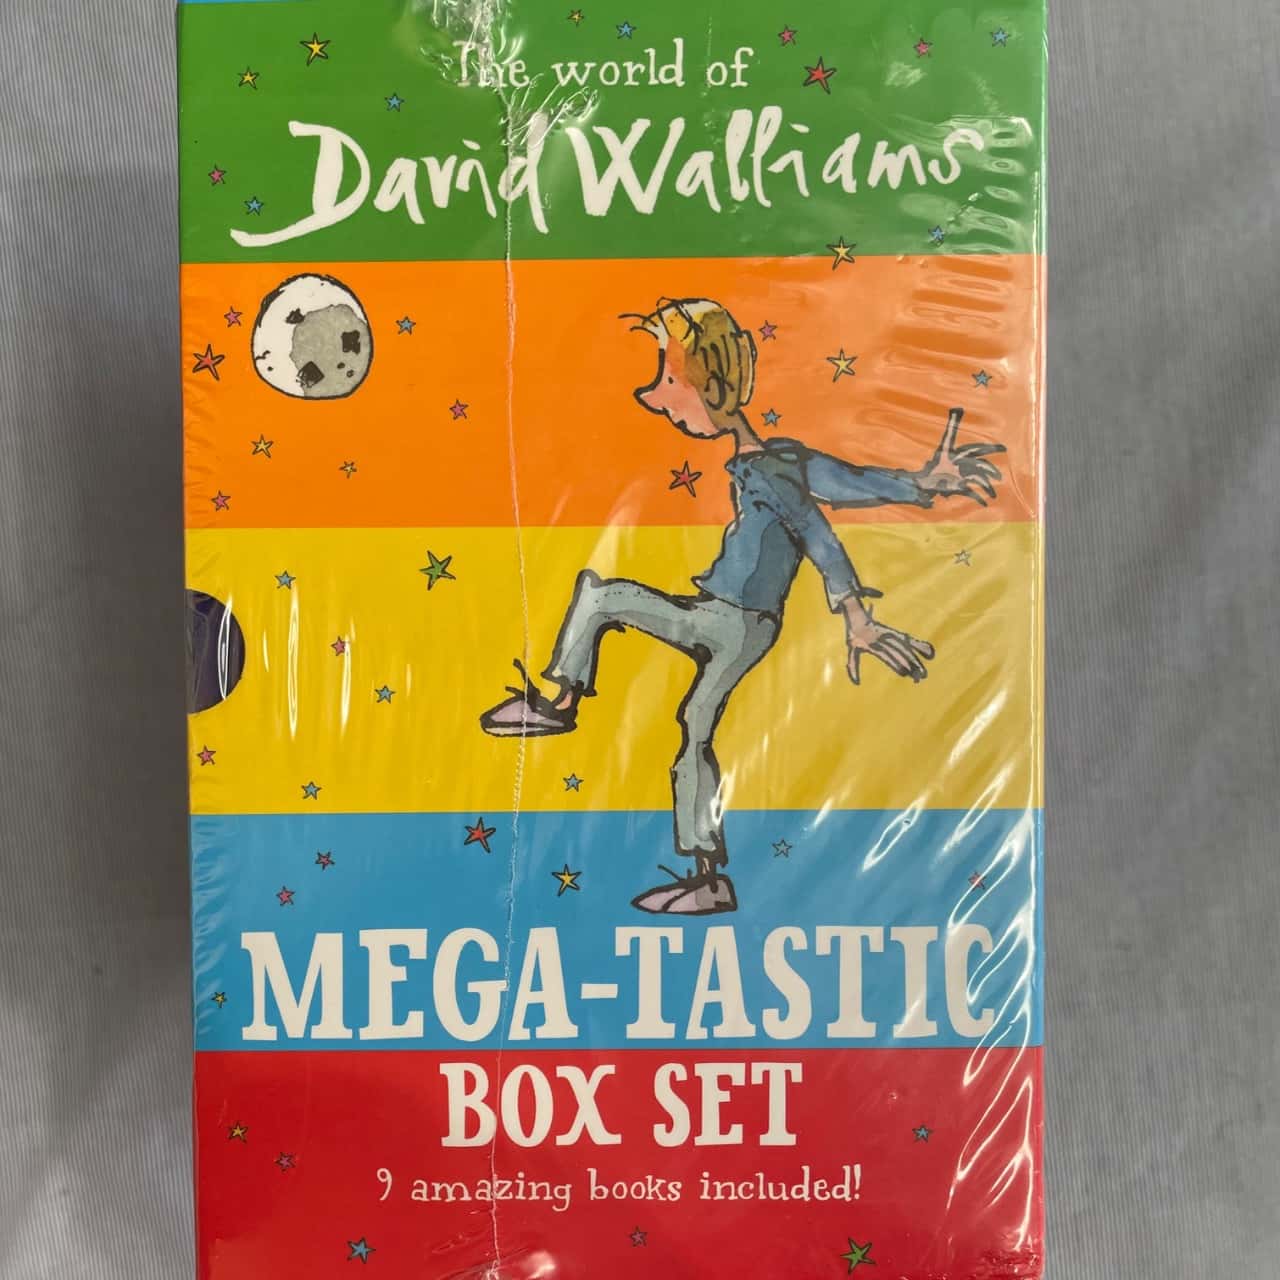 The world of
David Walliams
MEGA-TASTIC
BOX SET
9 amazing books included!